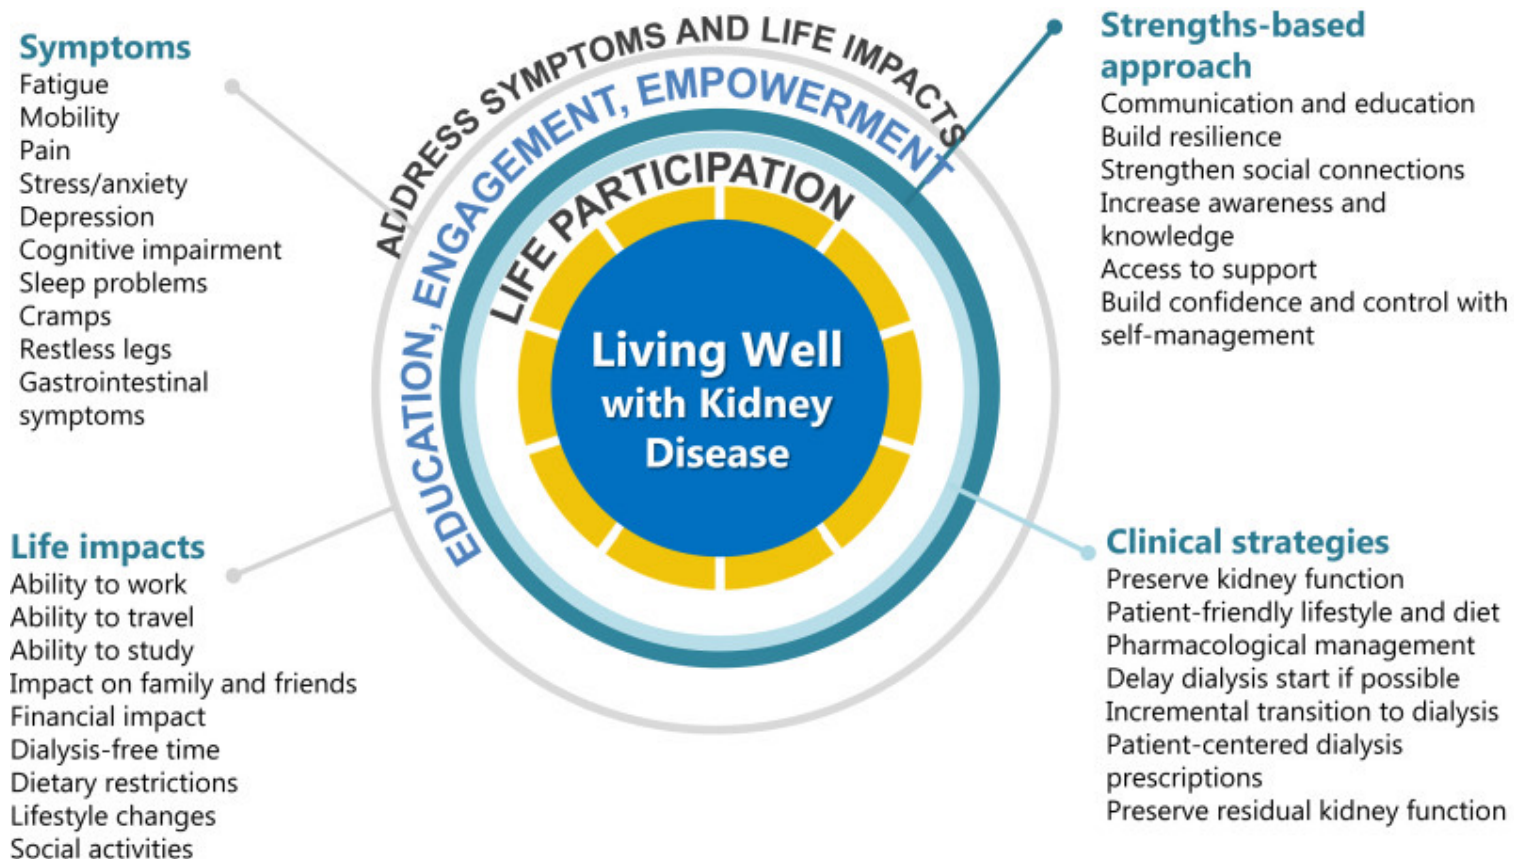 Symptoms
Fatigue
Mobility
Pain
Stress/anxiety
Depression
Cognitive impairment
Sleep problems
Cramps
Restless legs
Gastrointestinal
symptoms
Life impacts
Ability to work
Ability to travel
Ability to study
Impact on family and friends
Financial impact
Dialysis-free time
Dietary restrictions
Lifestyle changes
Social activities
ADDRESS SYMPTOMS AND LIFE IMPACTS
EDUCATION, ENGAGEMENT, EMPOWERMENT
LIFE PARTICIPATION
Living Well
with Kidney
Disease
Strengths-based
approach
Communication and education
Build resilience
Strengthen social connections
Increase awareness and
knowledge
Access to support
Build confidence and control with
self-management
Clinical strategies
Preserve kidney function
Patient-friendly lifestyle and diet
Pharmacological management
Delay dialysis start if possible
Incremental transition to dialysis
Patient-centered dialysis
prescriptions
Preserve residual kidney function